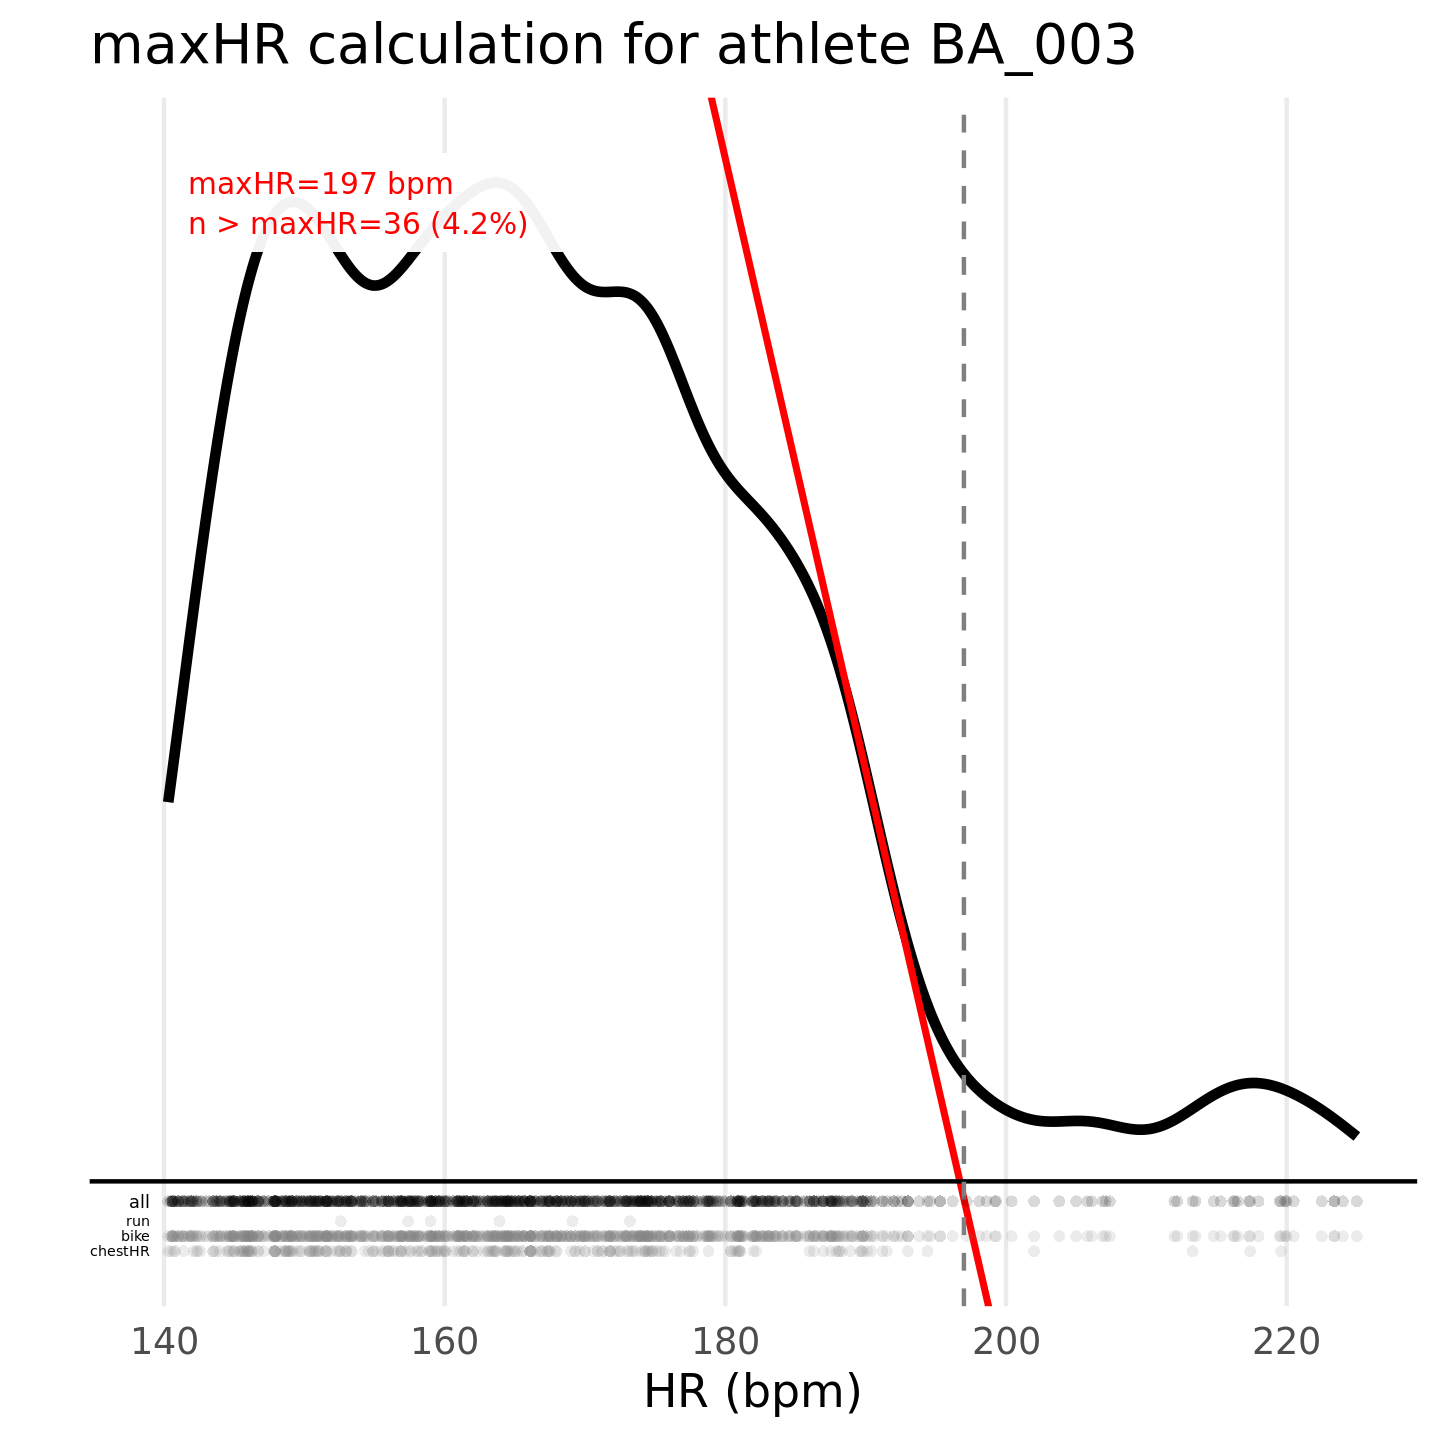 maxHR calculation for athlete BA_003
maxHR=197 bpm
n > maxHR=36 (4.2%)
all
run
bike
chestHR
140 160 180 200 220
HR (bpm)